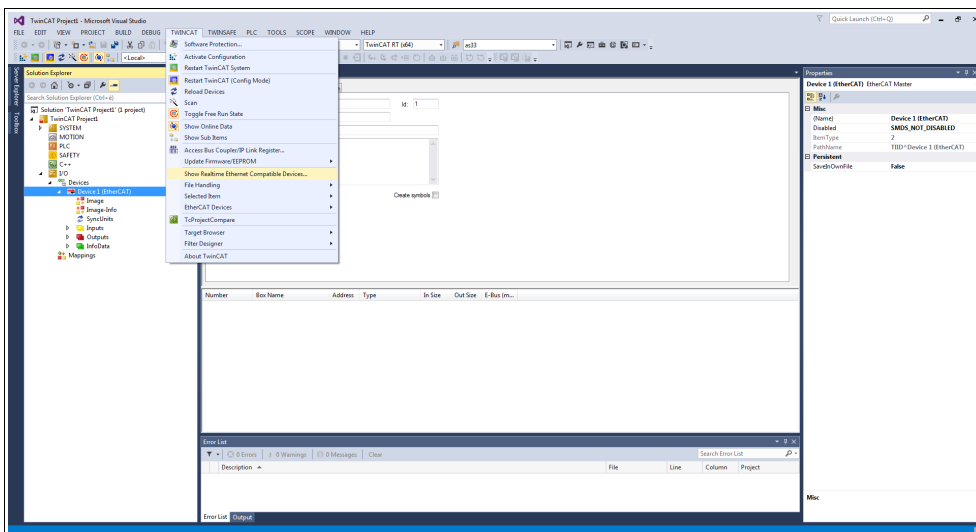 TwinCAT Project1 - Microsoft Visual Studio
Quick Launch (Ctrl+Q)
FILE EDIT VIEW PROJECT BUILD DEBUG TWINCAT TWINSAFE PLC TOOLS SCOPE WINDOW HELP
TwinCAT RT (x64)
as33
<Local>
Server Explorer
Toolbox
Solution Explorer
Search Solution Explorer (Ctrl+è)
Solution 'TwinCAT Project1' (1 project)
TwinCAT Project1
SYSTEM
MOTION
PLC
SAFETY
C++
I/O
Devices
Device 1 (EtherCAT)
Image
Image-Info
SyncUnits
Inputs
Outputs
InfoData
Mappings
Software Protection...
Activate Configuration
Restart TwinCAT System
Restart TwinCAT (Config Mode)
Reload Devices
Scan
Toggle Free Run State
Show Online Data
Show Sub Items
Access Bus Coupler/IP Link Register...
Update Firmware/EEPROM
Show Realtime Ethernet Compatible Devices...
File Handling
Selected Item
EtherCAT Devices
TcProjectCompare
Target Browser
Filter Designer
About TwinCAT
Id: 1
Create symbols
Number Box Name Address Type In Size Out Size E-Bus (m...
Error List
0 Errors 0 Warnings 0 Messages Clear
Search Error List
Description File Line Column Project
Error List Output
Properties
Device 1 (EtherCAT) EtherCAT Master
Misc
(Name) Device 1 (EtherCAT)
Disabled SMDS_NOT_DISABLED
ItemType 2
PathName TIID^Device 1 (EtherCAT)
Persistent
SaveInOwnFile False
Misc